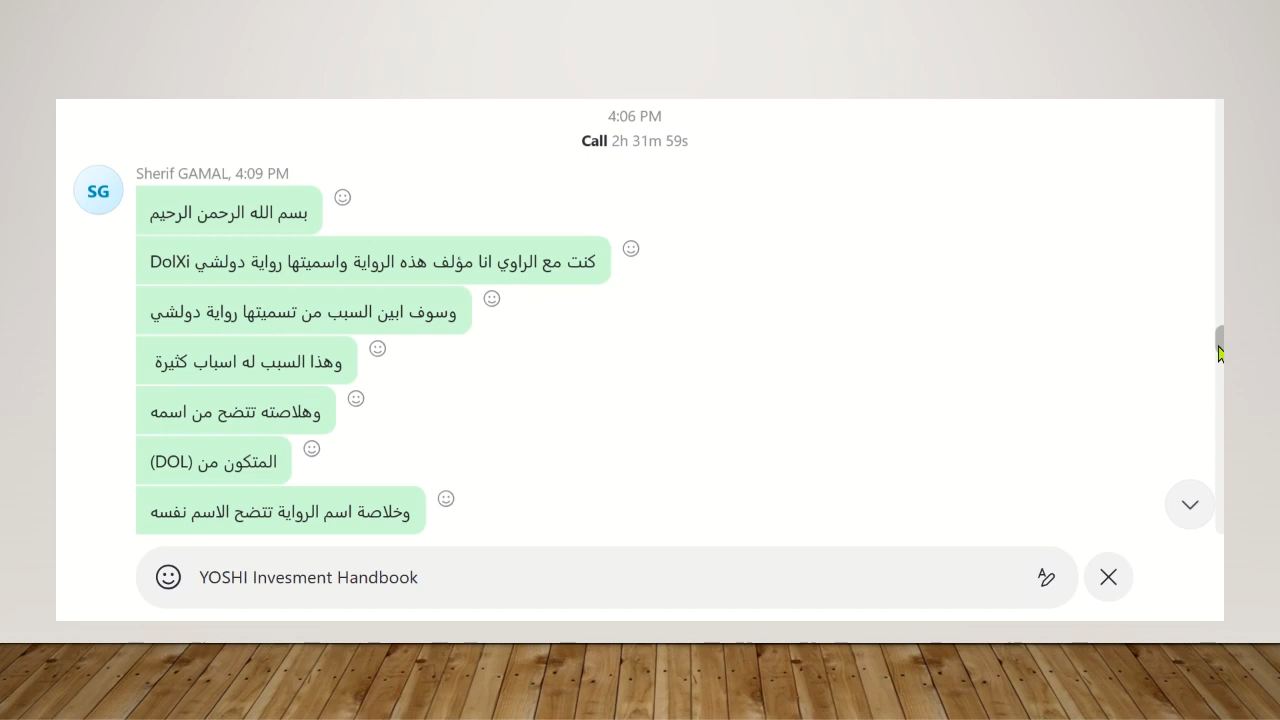 4:06 PM
Call 2h 31m 59s
Sherif GAMAL, 4:09 PM
SG
بسم الله الرحمن الرحيم
كنت مع الراوي انا مؤلف هذه الرواية واسميتها رواية دولشي DolXi
وسوف ابين السبب من تسميتها رواية دولشي
وهذا السبب له اسباب كثيرة
وهلاصته تتضح من اسمه
المتكون من (DOL)
وخلاصة اسم الرواية تتضح الاسم نفسه
YOSHI Invesment Handbook